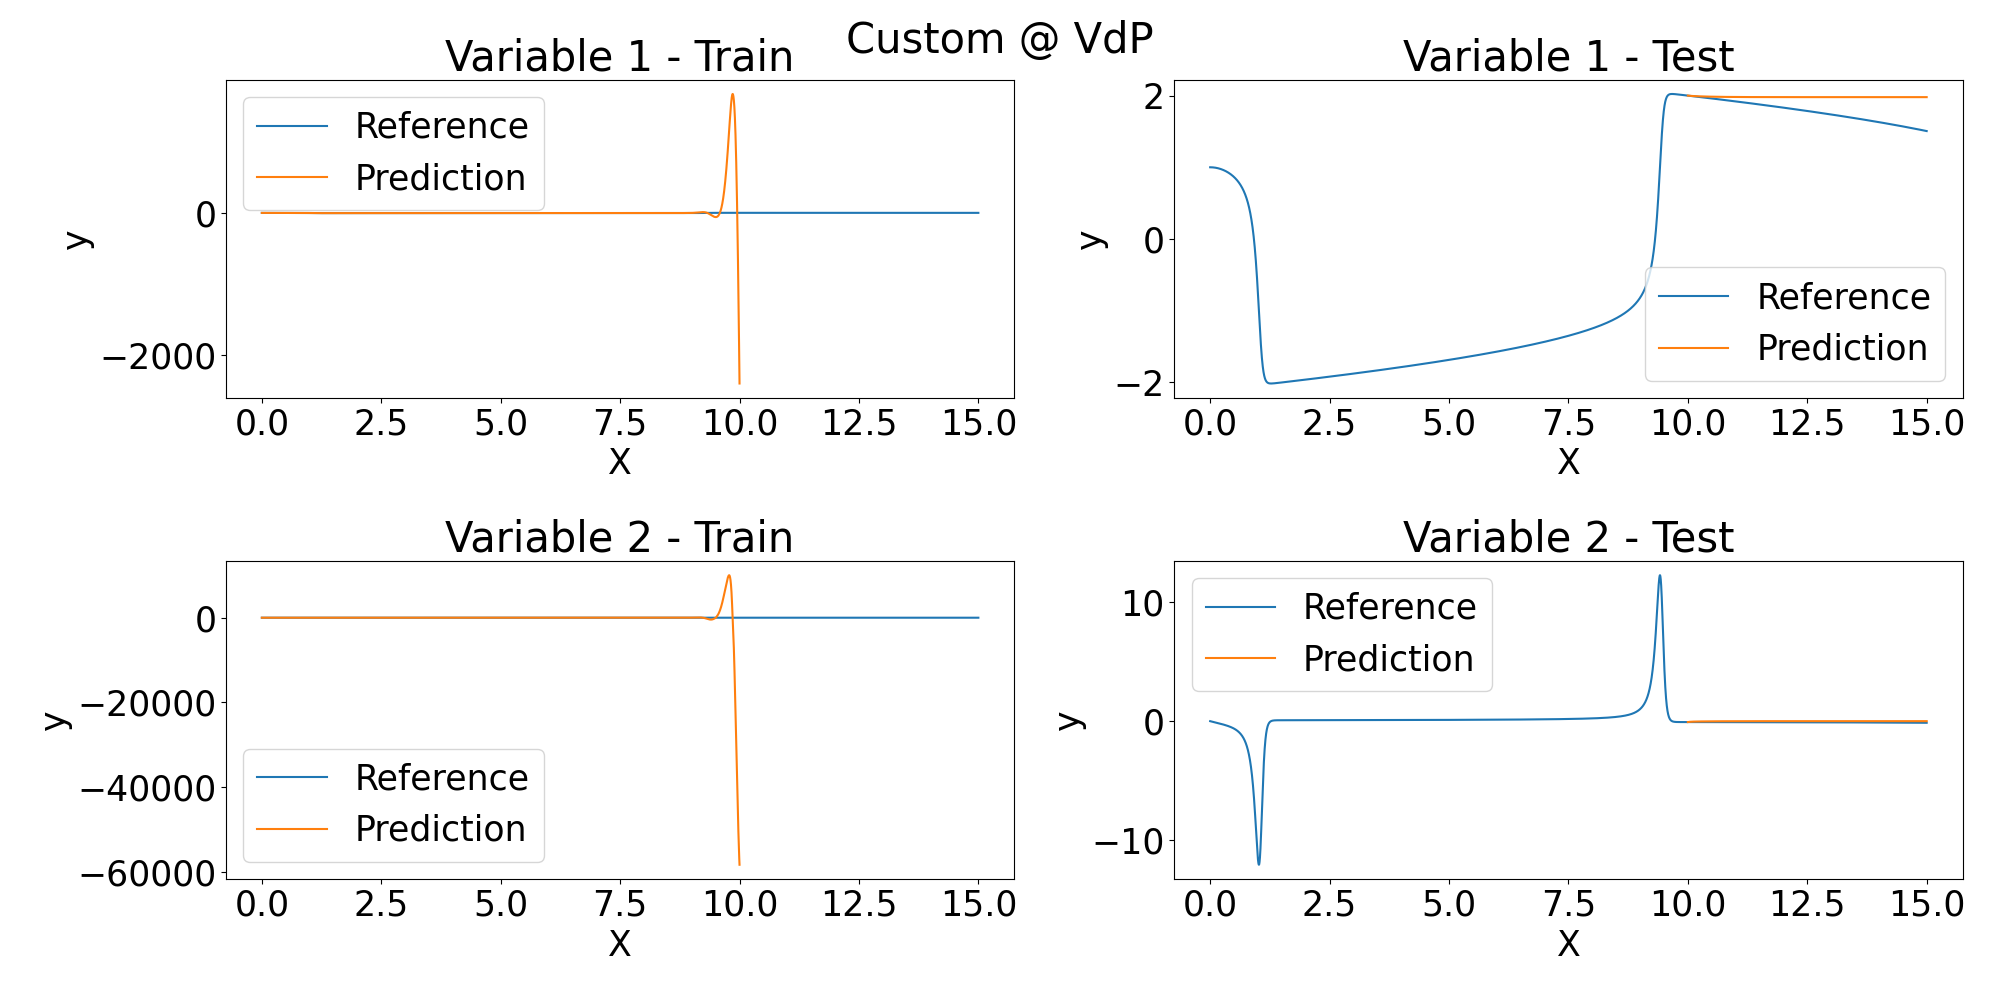 Custom @ VdP
Variable 1 - Train
Reference
Prediction
0
−2000
y
0.0 2.5 5.0 7.5 10.0 12.5 15.0
X
Variable 1 - Test
2
0
−2
y
Reference
Prediction
0.0 2.5 5.0 7.5 10.0 12.5 15.0
X
Variable 2 - Train
0
−20000
−40000
−60000
y
Reference
Prediction
0.0 2.5 5.0 7.5 10.0 12.5 15.0
X
Variable 2 - Test
Reference
Prediction
10
0
−10
y
0.0 2.5 5.0 7.5 10.0 12.5 15.0
X